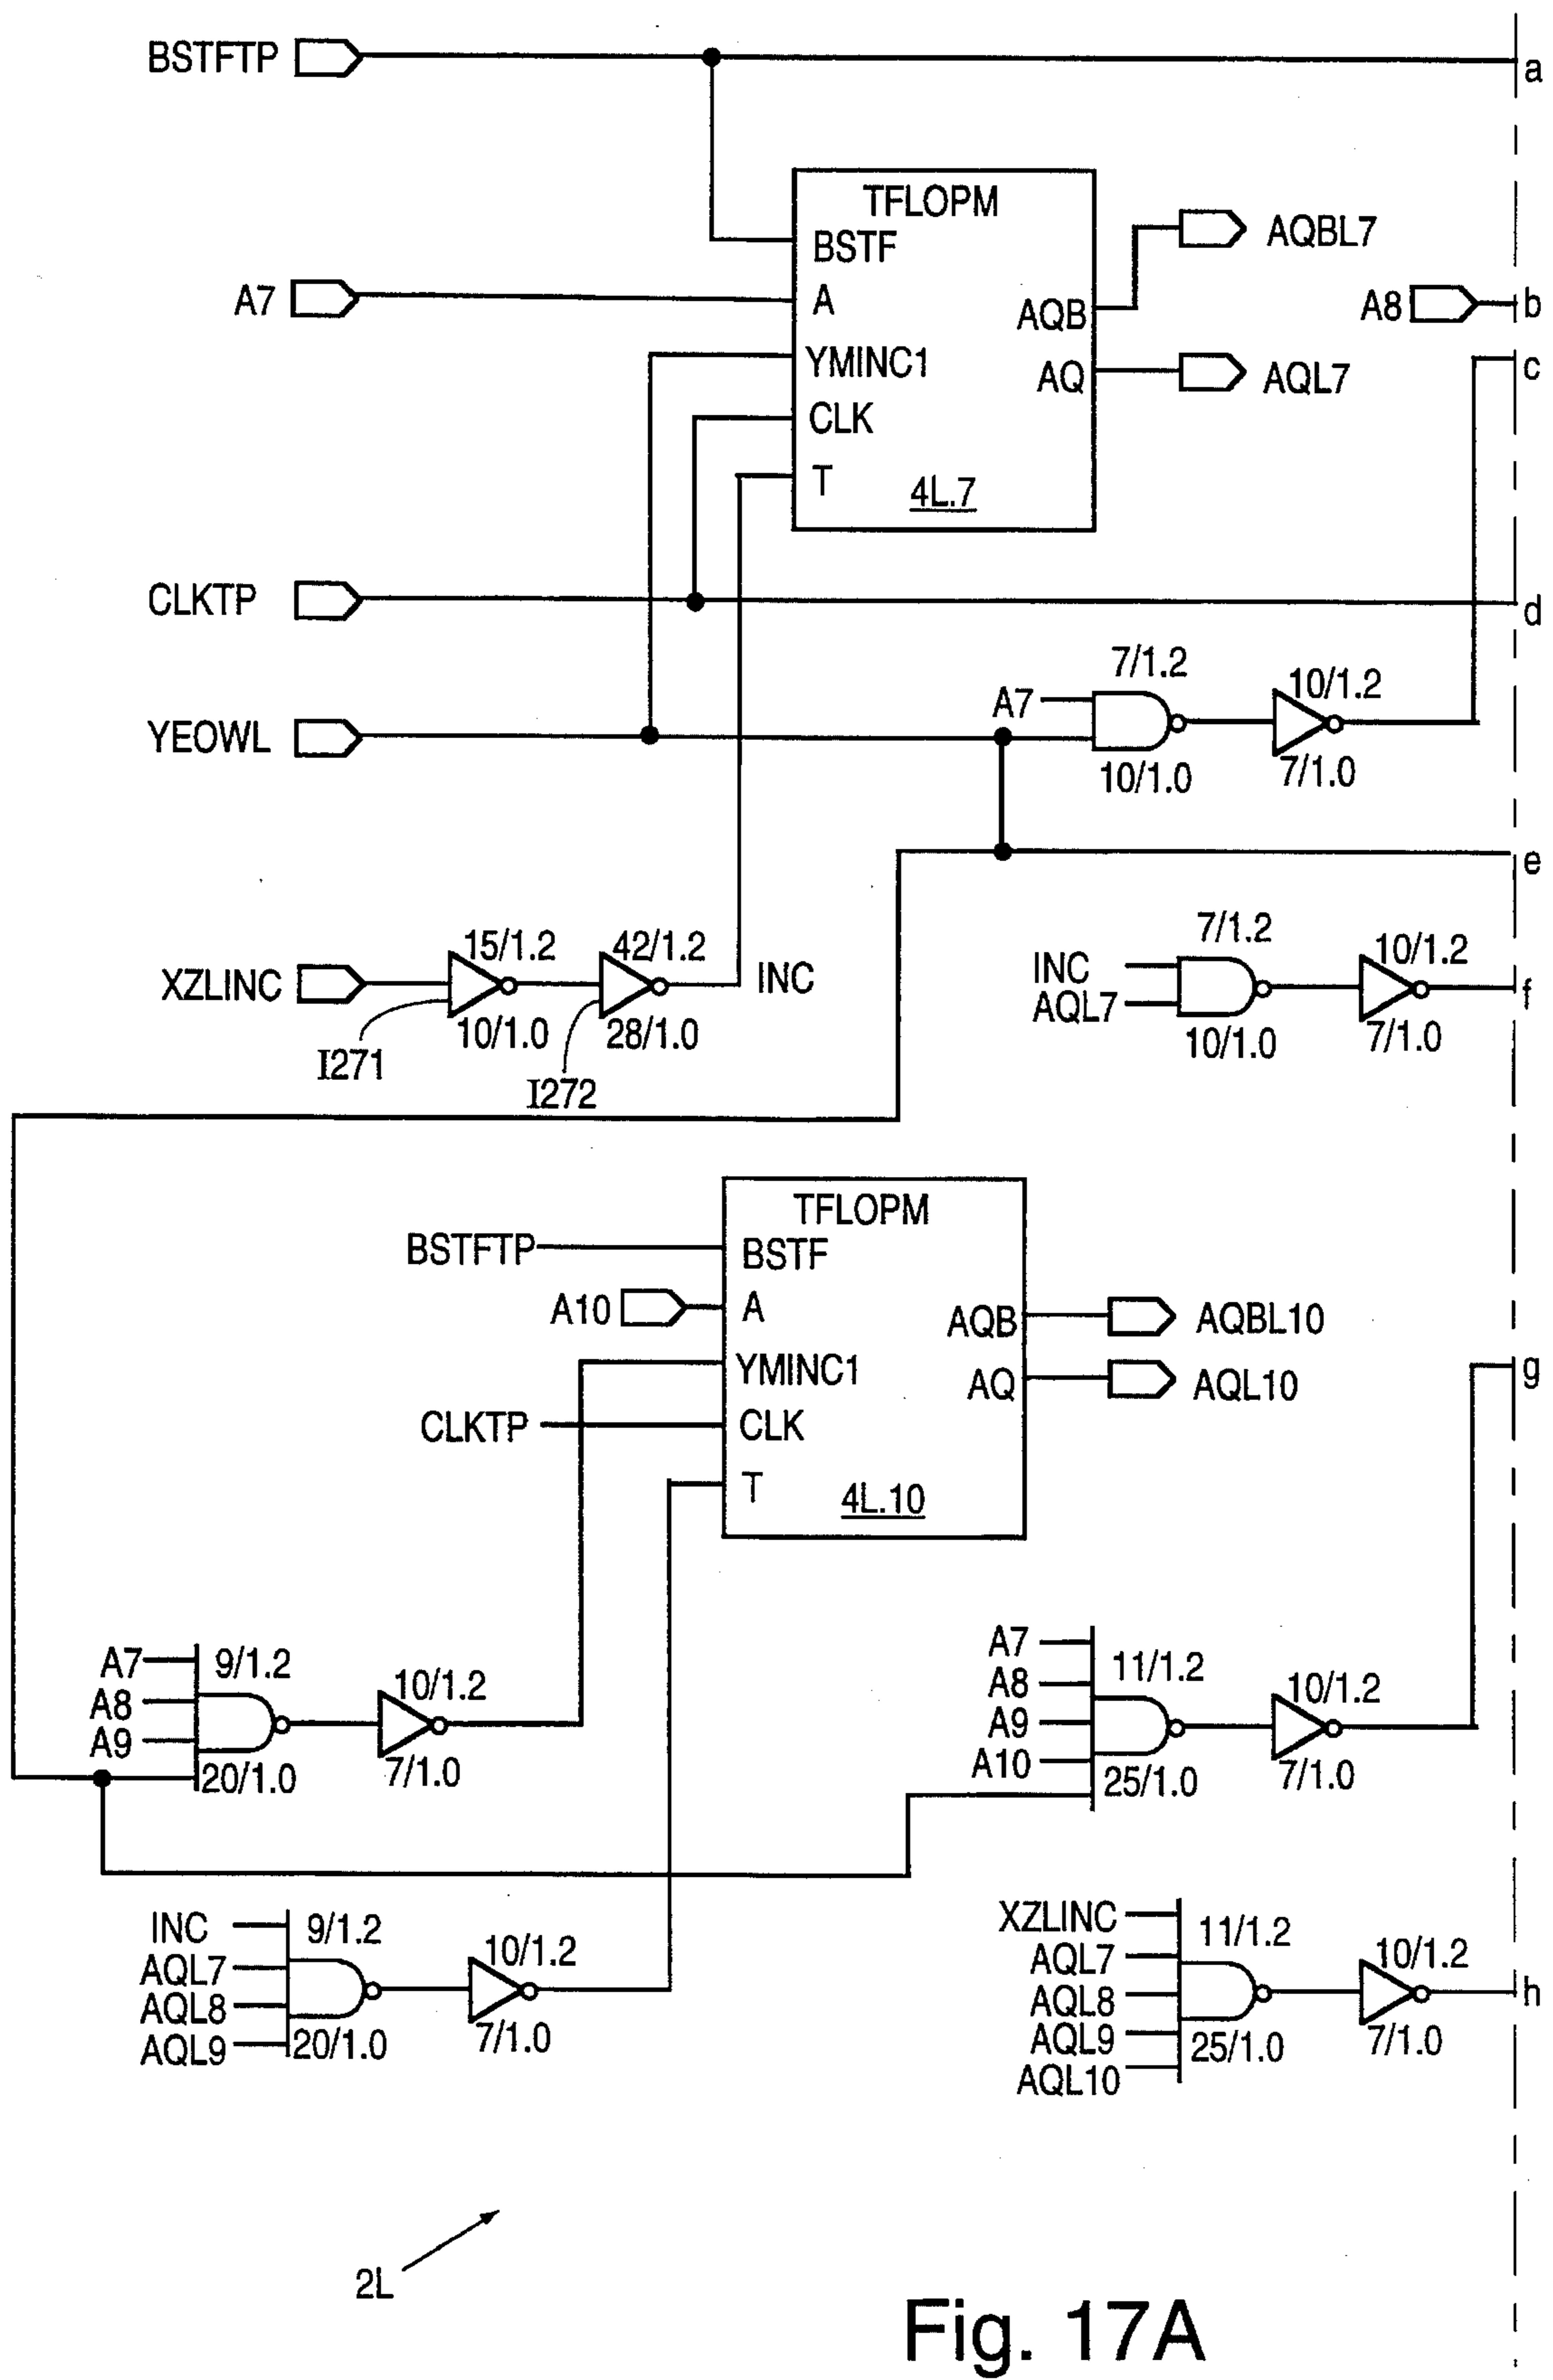 BSTFTP
a
TFLOPM
BSTF
AQBL7
A7
A
AQB
A8
b
YMINC1
AQ
AQL7
c
CLK
T
4L.7
CLKTP
d
7/1.2
A7
10/1.2
YEOWL
10/1.0
7/1.0
e
7/1.2
15/1.2
42/1.2
INC
10/1.2
XZLINC
INC
AQL7
f
10/1.0
28/1.0
10/1.0
7/1.0
I271
I272
TFLOPM
BSTFTP
BSTF
A10
A
AQB
AQBL10
YMINC1
AQ
AQL10
g
CLKTP
CLK
T
4L.10
A7
9/1.2
A8
10/1.2
A9
20/1.0
7/1.0
A7
11/1.2
A8
10/1.2
A9
A10
25/1.0
7/1.0
INC
9/1.2
AQL7
10/1.2
AQL8
AQL9
20/1.0
7/1.0
XZLINC
11/1.2
AQL7
10/1.2
AQL8
h
AQL9
25/1.0
7/1.0
AQL10
2L
Fig. 17A